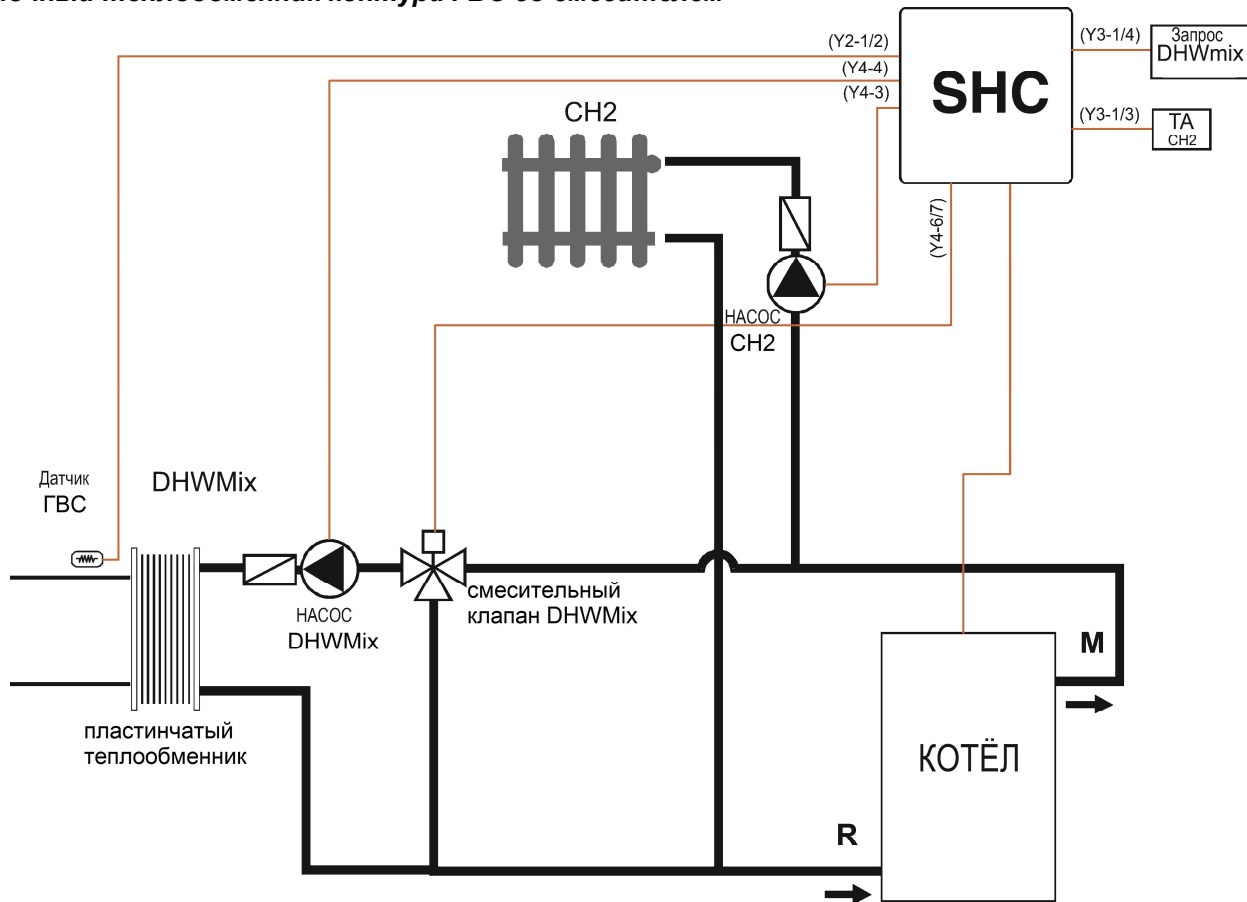 (Y2-1/2)
(Y4-4)
(Y4-3)
SHC
(Y3-1/4)
Запрос
DHWmix
(Y3-1/3)
TA
CH2
(Y4-6/7)
CH2
НАСОС
CH2
Датчик
ГВС
DHWMix
НАСОС
DHWMix
смесительный
клапан DHWMix
пластинчатый
теплообменник
M
КОТЁЛ
R